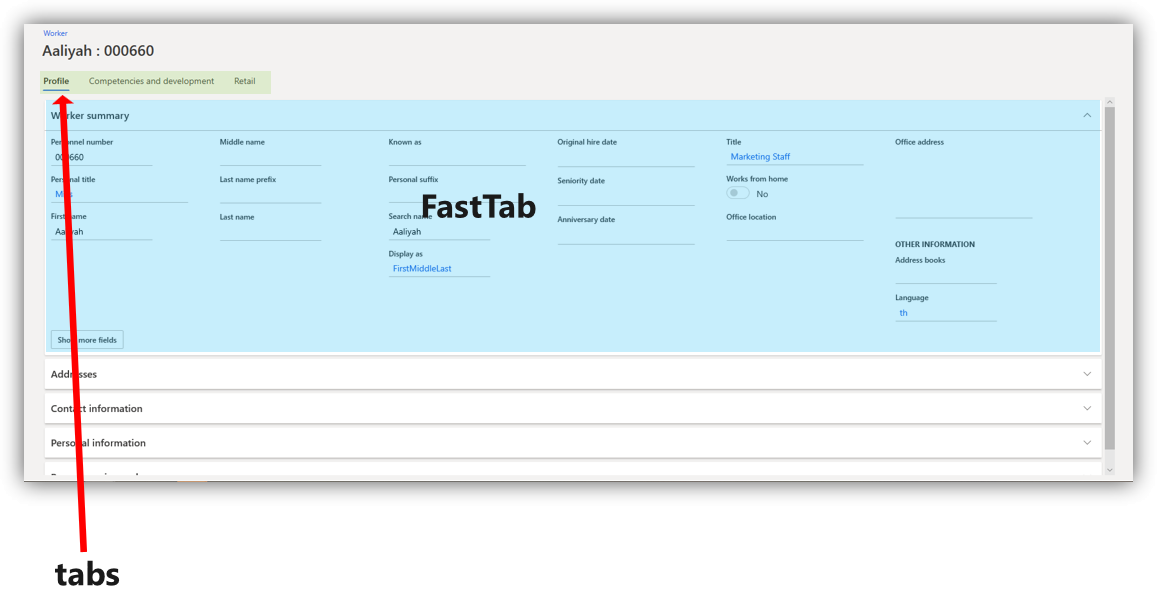 Worker
Aaliyah : 000660
Profile Competencies and development Retail
Worker summary
Personnel number Middle name Known as Original hire date Title Office address
000660 Marketing Staff
Personal title Last name prefix Personal suffix Seniority date Works from home
No
FastTab
First name Last name Search name Anniversary date Office location
Aaliyah Aaliyah
OTHER INFORMATION
Display as Address books
FirstMiddleLast
Language
th
Show more fields
Addresses
Contact information
Personal information
tabs